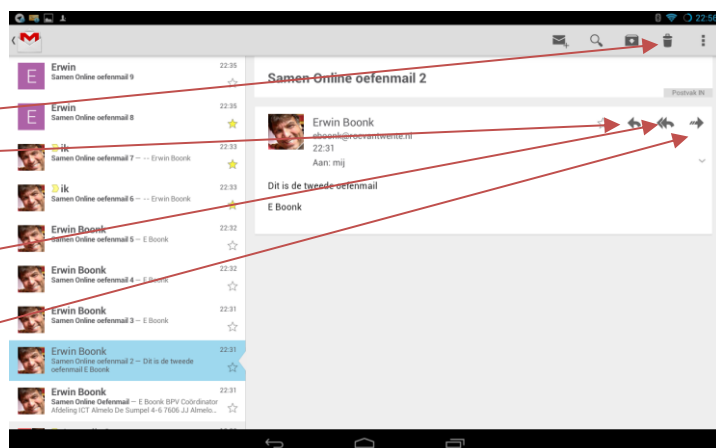 22:56
Erwin
22:35
Samen Online oefenmail 9
E
Erwin
22:35
Samen Online oefenmail 8
E
ik
22:33
Samen Online oefenmail 7 – -- Erwin Boonk
ik
22:33
Samen Online oefenmail 6 – -- Erwin Boonk
Erwin Boonk
22:32
Samen Online oefenmail 5 – E Boonk
Erwin Boonk
22:32
Samen Online oefenmail 4 – E Boonk
Erwin Boonk
22:31
Samen Online oefenmail 3 – E Boonk
Erwin Boonk
22:31
Samen Online oefenmail 2 – Dit is de tweede
oefenmail E Boonk
Erwin Boonk
22:31
Samen Online Oefenmail – E Boonk BPV Coördinator
Afdeling ICT Almelo De Sumpel 4-6 7606 JJ Almelo..
Samen Online oefenmail 2
Postvak IN
Erwin Boonk
eboonk@rocvantwente.nl
22:31
Aan: mij
Dit is de tweede oefenmail
E Boonk